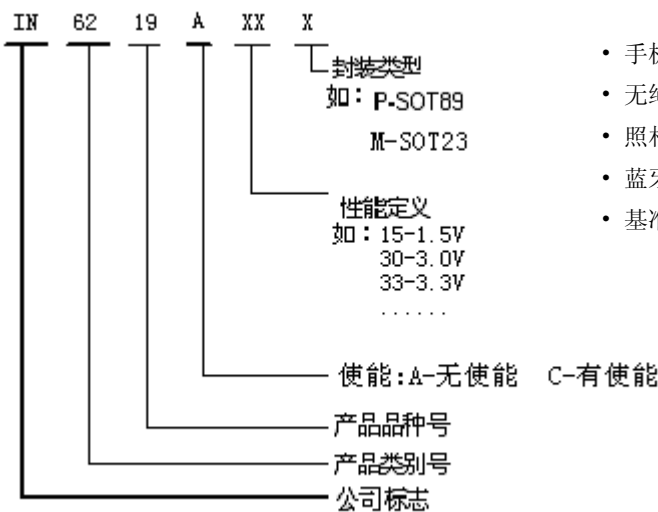 IN 62 19 A XX X
封装类型
如：P-SOT89
M-SOT23
性能定义
如：15-1.5V
30-3.0V
33-3.3V
......
使能:A-无使能 C-有使能
产品品种号
产品类别号
公司标志
• 手
• 无
• 照
• 蓝
• 基